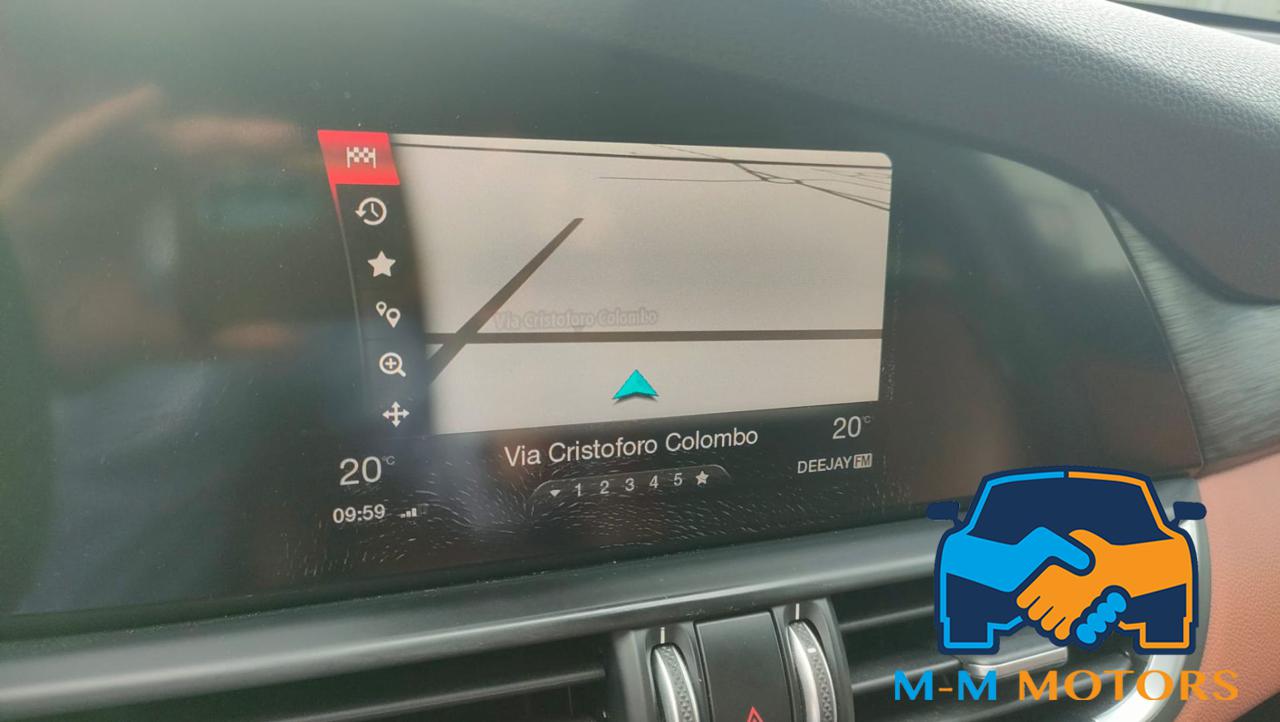 Via Cristoforo Colombo
Via Cristoforo Colombo
20°C
20°C
DEEJAY FM
1 2 3 4 5
09:59
M-M MOTORS